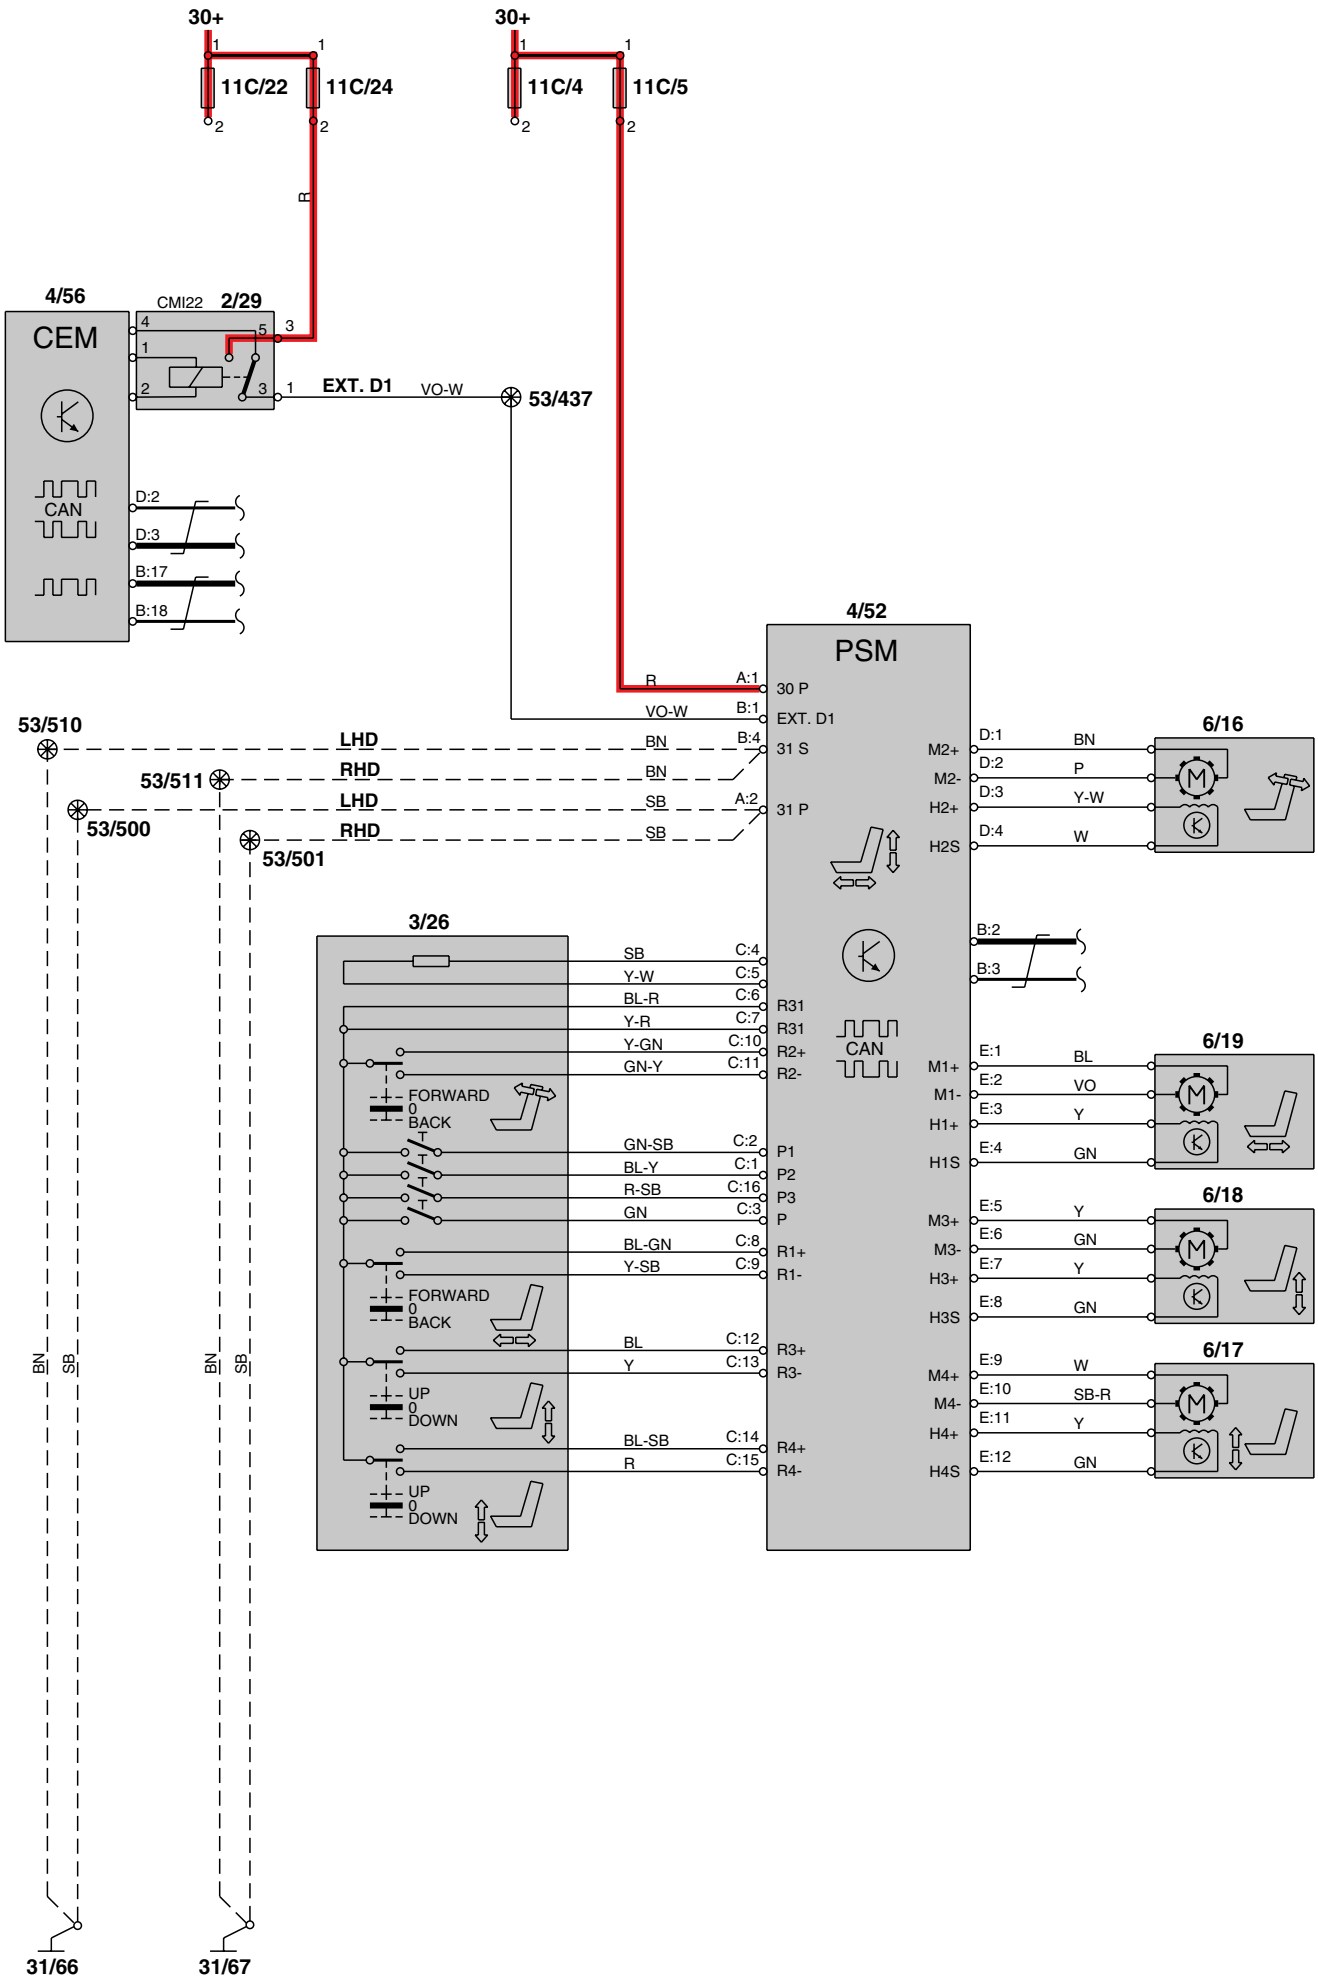 30+ 30+
1 1 1 1
11C/22 11C/24 11C/4 11C/5
2 2 2 2
R
4/56 CMI22 2/29
CEM
4 5 3
1
2 3 1 EXT. D1 VO-W 53/437
D:2
CAN
D:3
B:17
B:18
4/52
PSM
R A:1 30 P
VO-W B:1 EXT. D1
53/510 LHD BN B:4 31 S
53/511 RHD BN
53/500 LHD SB A:2 31 P
53/501 RHD SB
6/16
M2+ D:1 BN
M2- D:2 P M
H2+ D:3 Y-W
H2S D:4 W K
3/26
SB C:4
Y-W C:5
BL-R C:6 R31
Y-R C:7 R31
Y-GN C:10 R2+
GN-Y C:11 R2-
FORWARD
0
BACK
GN-SB C:2 P1
BL-Y C:1 P2
R-SB C:16 P3
GN C:3 P
BL-GN C:8 R1+
Y-SB C:9 R1-
FORWARD
0
BACK
BL C:12 R3+
Y C:13 R3-
UP
0
DOWN
BL-SB C:14 R4+
R C:15 R4-
UP
0
DOWN
B:2
B:3
CAN
6/19
M1+ E:1 BL
M1- E:2 VO M
H1+ E:3 Y
H1S E:4 GN K
6/18
M3+ E:5 Y
M3- E:6 GN M
H3+ E:7 Y
H3S E:8 GN K
6/17
M4+ E:9 W
M4- E:10 SB-R M
H4+ E:11 Y
H4S E:12 GN K
BN SB BN SB
31/66 31/67